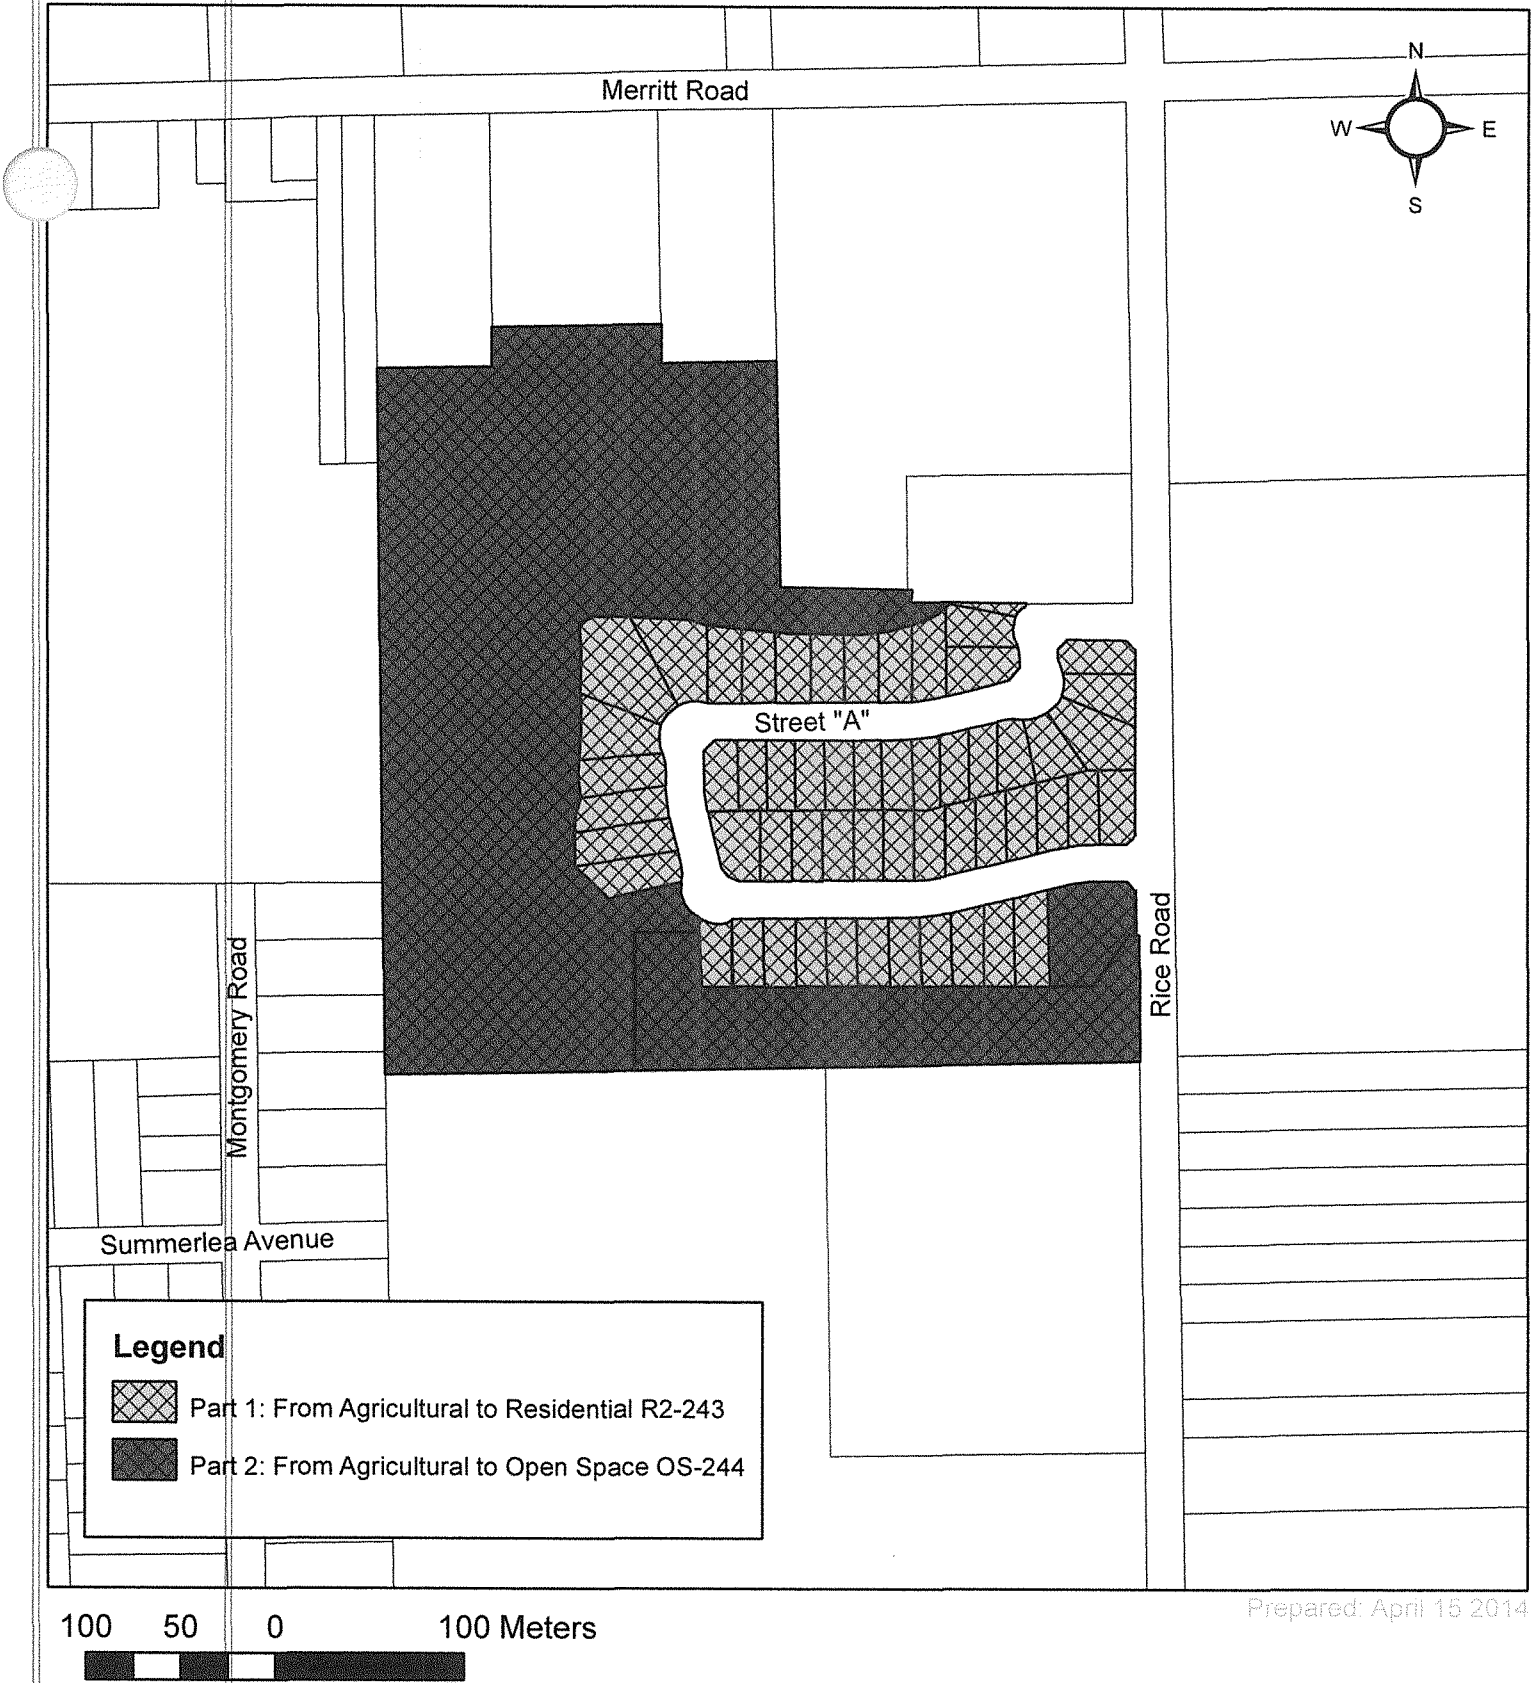 Merritt Road
N
W
E
S
Street "A"
Rice Road
Montgomery Road
Summerlea Avenue
Legend
Part 1: From Agricultural to Residential R2-243
Part 2: From Agricultural to Open Space OS-244
Prepared: April 15 2014
100 50 0 100 Meters